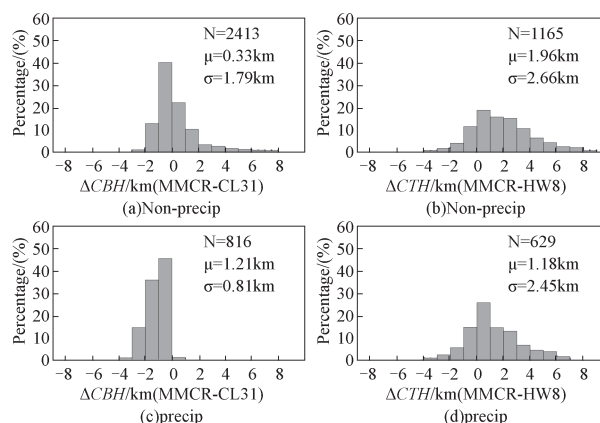 60
50
40
30
20
10
0
Percentage/(%)
N=2413
μ=0.33km
σ=1.79km
−8 −6 −4 −2 0 2 4 6 8
ΔCBH/km(MMCR-CL31)
(a)Non-precip
60
50
40
30
20
10
0
Percentage/(%)
N=1165
μ=1.96km
σ=2.66km
−8 −6 −4 −2 0 2 4 6 8
ΔCTH/km(MMCR-HW8)
(b)Non-precip
60
50
40
30
20
10
0
Percentage/(%)
N=816
μ=1.21km
σ=0.81km
−8 −6 −4 −2 0 2 4 6 8
ΔCBH/km(MMCR-CL31)
(c)precip
60
50
40
30
20
10
0
Percentage/(%)
N=629
μ=1.18km
σ=2.45km
−8 −6 −4 −2 0 2 4 6 8
ΔCTH/km(MMCR-HW8)
(d)precip